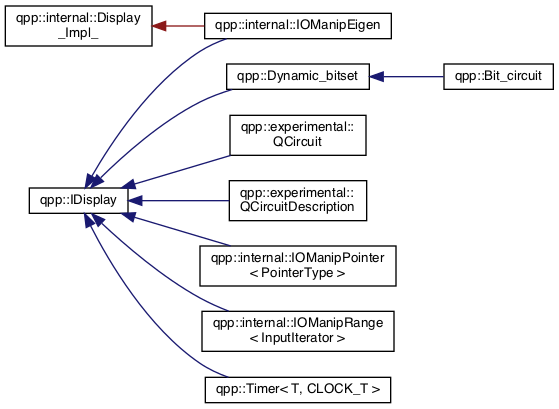 qpp::internal::Display
_Impl_
qpp::internal::IOManipEigen
qpp::Dynamic_bitset
qpp::Bit_circuit
qpp::experimental::
QCircuit
qpp::IDisplay
qpp::experimental::
QCircuitDescription
qpp::internal::IOManipPointer
< PointerType >
qpp::internal::IOManipRange
< InputIterator >
qpp::Timer< T, CLOCK_T >